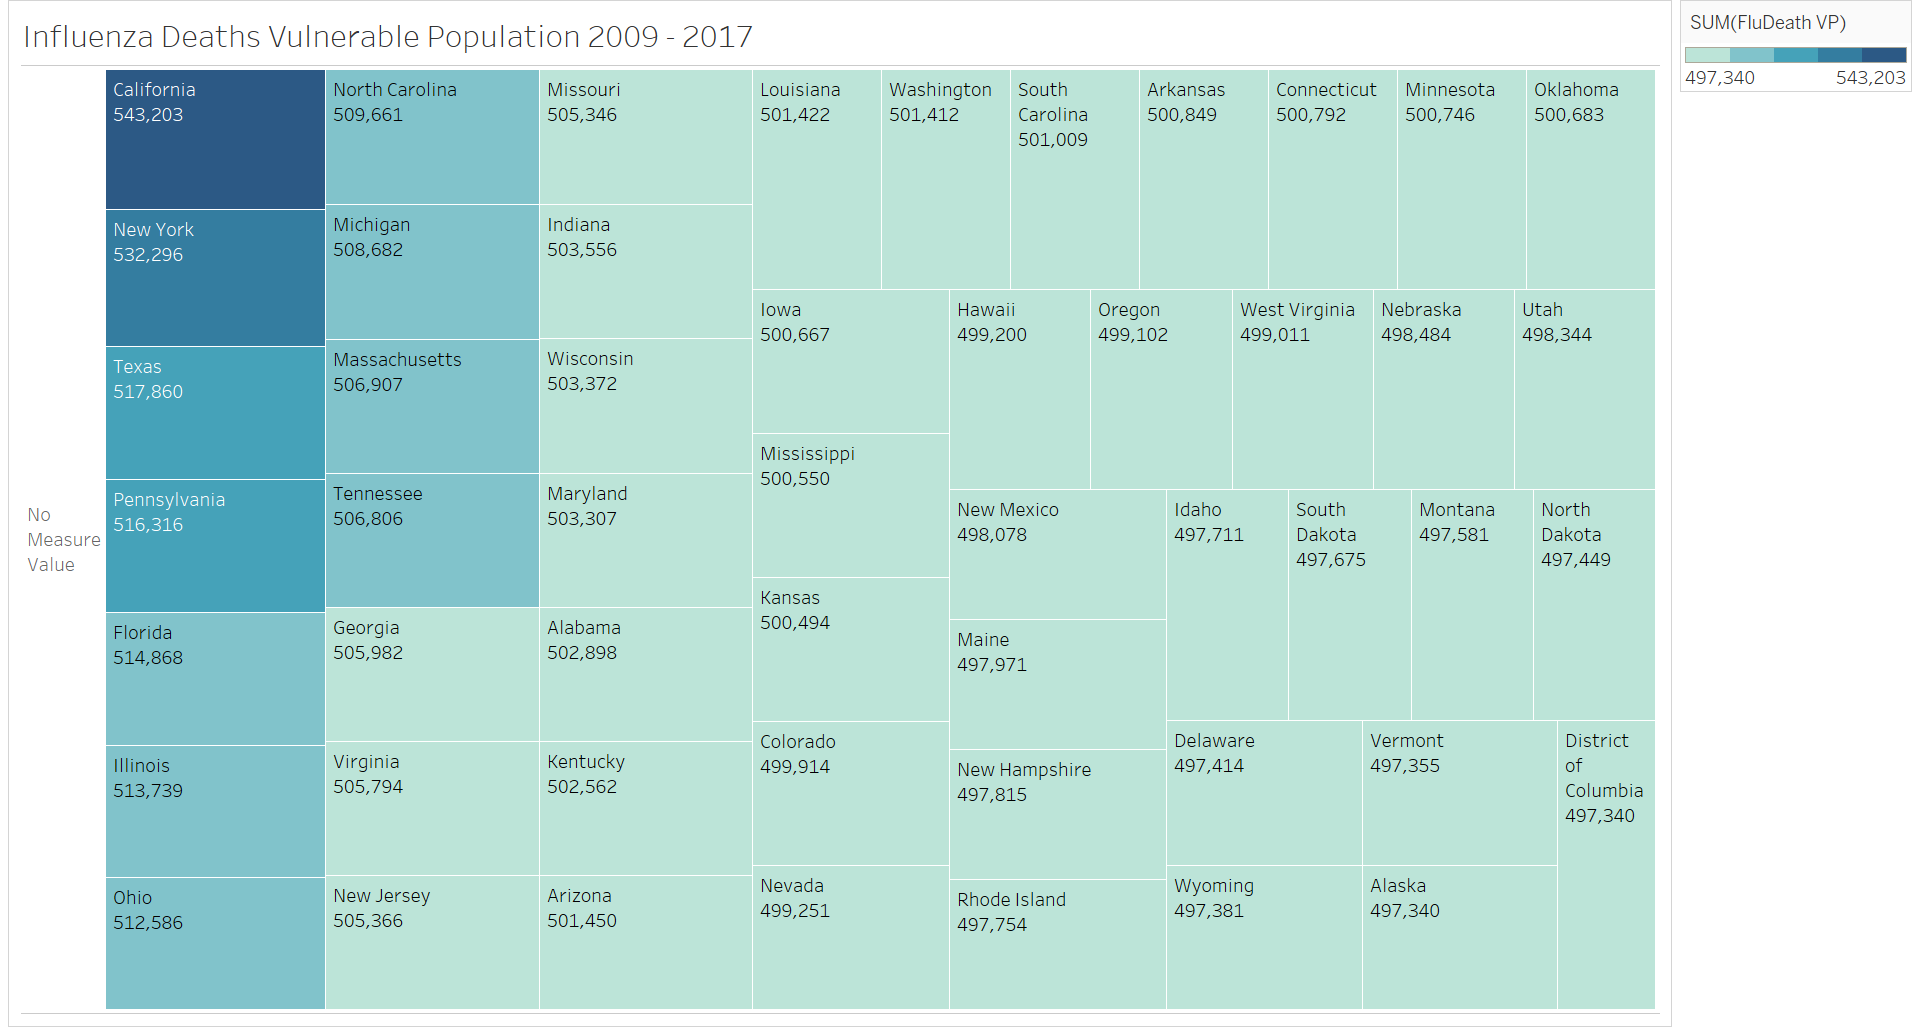 Influenza Deaths Vulnerable Population 2009 - 2017
SUM(FluDeath VP)
497,340
543,203
No
Measure
Value
California
543,203
New York
532,296
Texas
517,860
Pennsylvania
516,316
Florida
514,868
Illinois
513,739
Ohio
512,586
North Carolina
509,661
Michigan
508,682
Massachusetts
506,907
Tennessee
506,806
Georgia
505,982
Virginia
505,794
New Jersey
505,366
Missouri
505,346
Indiana
503,556
Wisconsin
503,372
Maryland
503,307
Alabama
502,898
Kentucky
502,562
Arizona
501,450
Louisiana
501,422
Washington
501,412
South
Carolina
501,009
Arkansas
500,849
Connecticut
500,792
Minnesota
500,746
Oklahoma
500,683
Iowa
500,667
Mississippi
500,550
Kansas
500,494
Colorado
499,914
Nevada
499,251
Hawaii
499,200
Oregon
499,102
West Virginia
499,011
Nebraska
498,484
Utah
498,344
New Mexico
498,078
Maine
497,971
New Hampshire
497,815
Rhode Island
497,754
Idaho
497,711
South
Dakota
497,675
Montana
497,581
North
Dakota
497,449
Delaware
497,414
Wyoming
497,381
Vermont
497,355
Alaska
497,340
District
of
Columbia
497,340